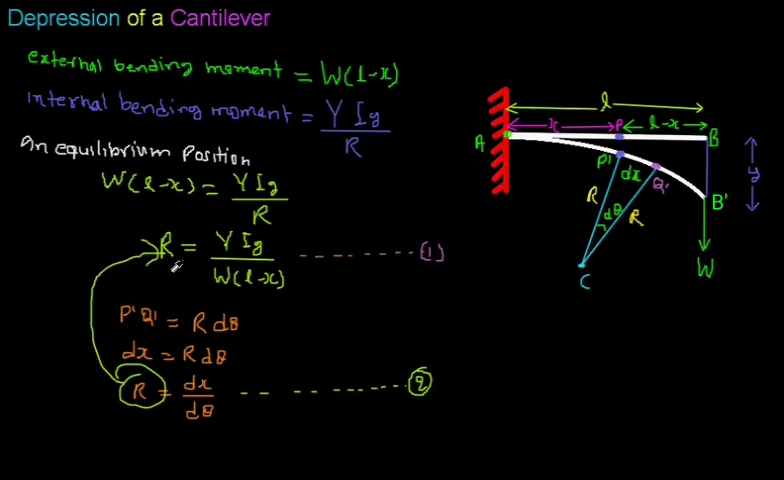 Depression of a Cantilever
external bending moment = W(l-x)
Internal bending moment = Y Ig / R
An equilibrium Position
W(l-x) = Y Ig / R
R = Y Ig / W(l-x) --------- (1)
P' Q' = R dθ
dx = R dθ
R = dx / dθ -- -- ------- (2)
l
x P l-x
A B
P' dx Q' y
R dθ R B'
C W